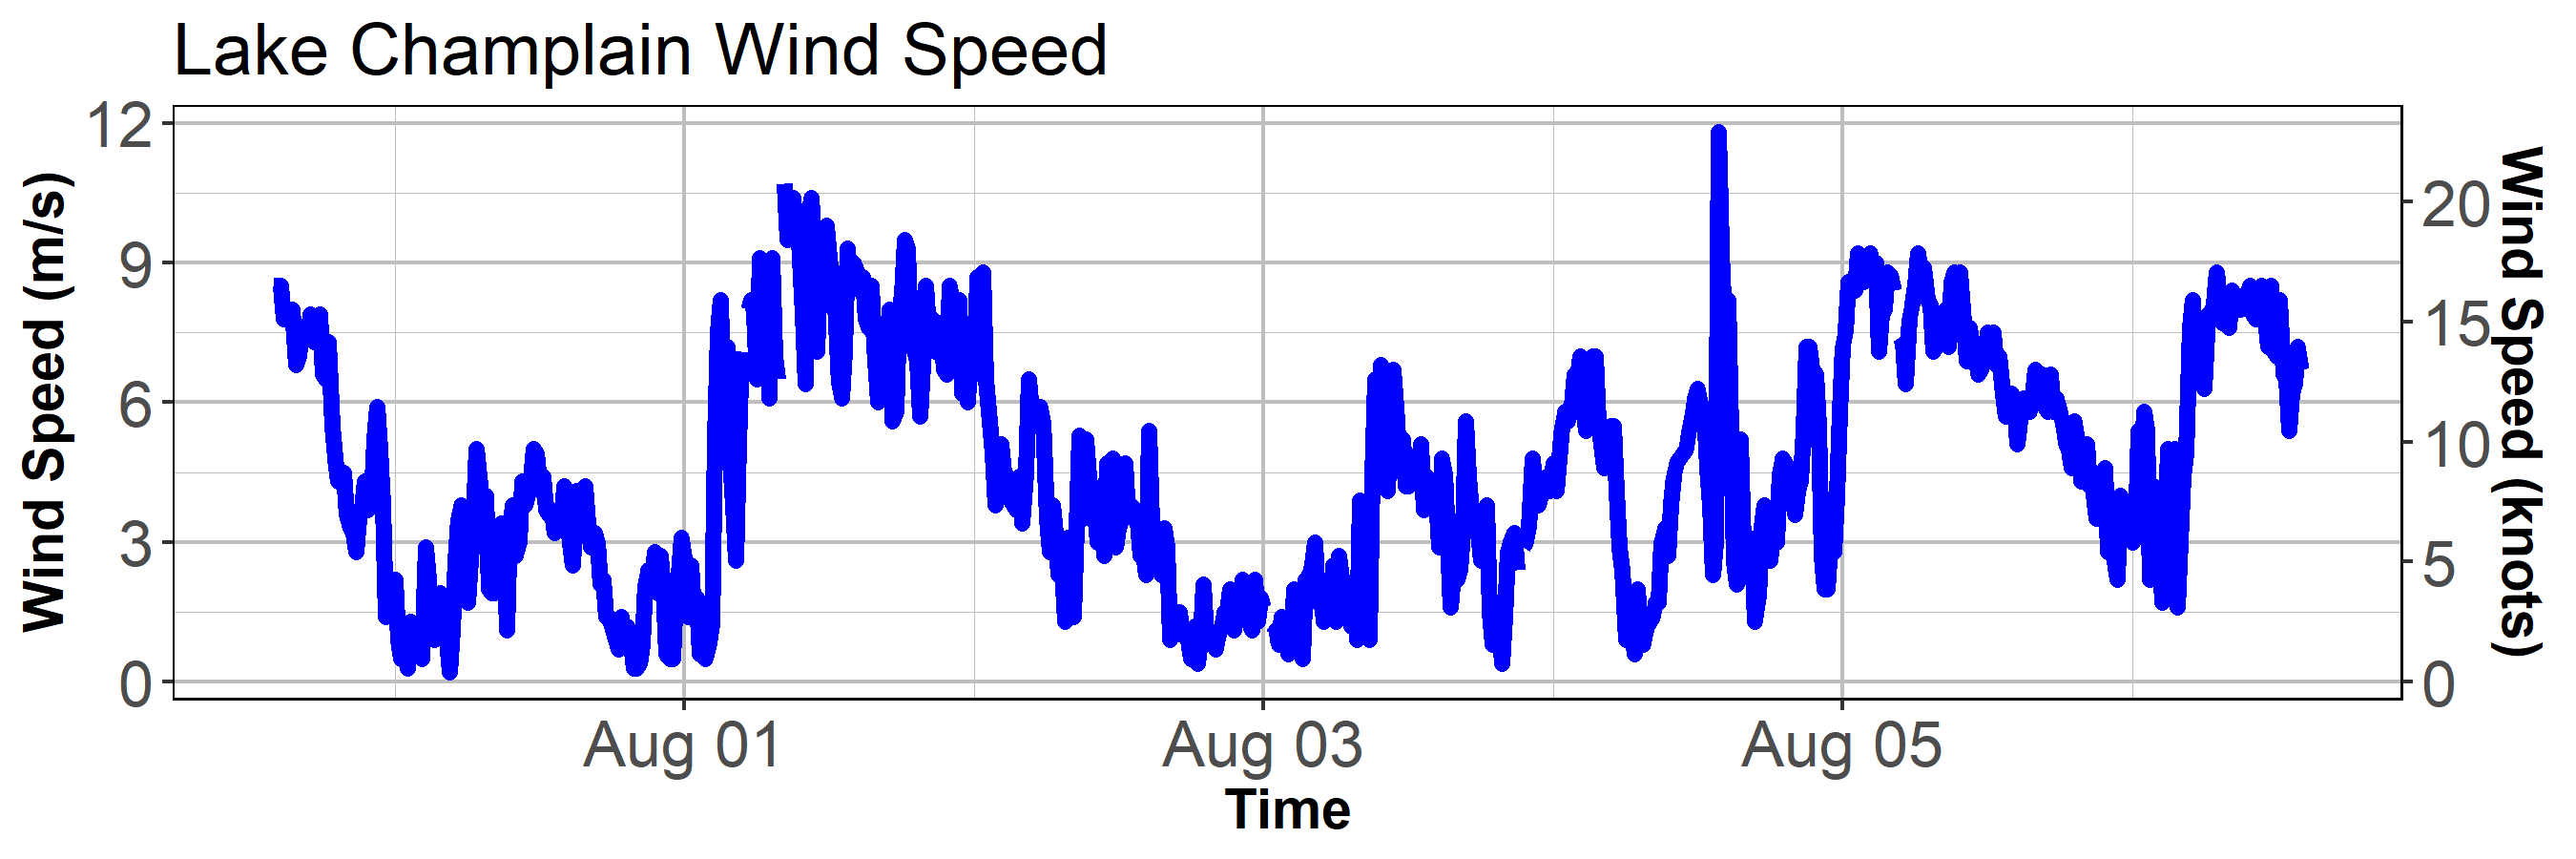 Lake Champlain Wind Speed
Wind Speed (m/s)
12
9
6
3
0
20
15
10
5
0
Wind Speed (knots)
Aug 01 Aug 03 Aug 05
Time